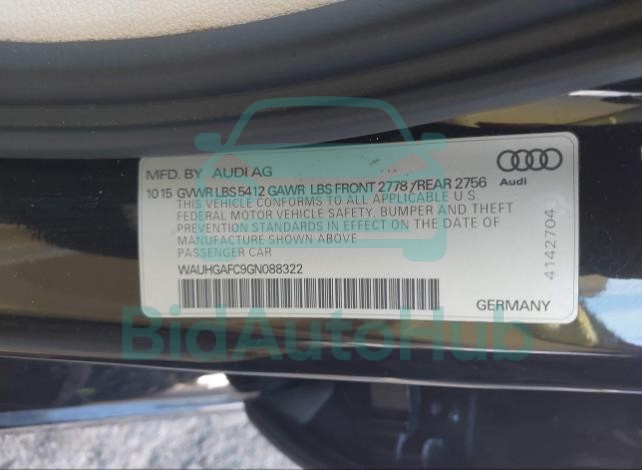 MFD. BY AUDI AG
10 15 GVWR LBS 5412 GAWR LBS FRONT 2778 /REAR 2756
THIS VEHICLE CONFORMS TO ALL APPLICABLE U.S.
FEDERAL MOTOR VEHICLE SAFETY, BUMPER AND THEFT
PREVENTION STANDARDS IN EFFECT ON THE DATE OF
MANUFACTURE SHOWN ABOVE
PASSENGER CAR
WAUHGAFC9GN088322
Audi
4142704
GERMANY
BidAutoHub